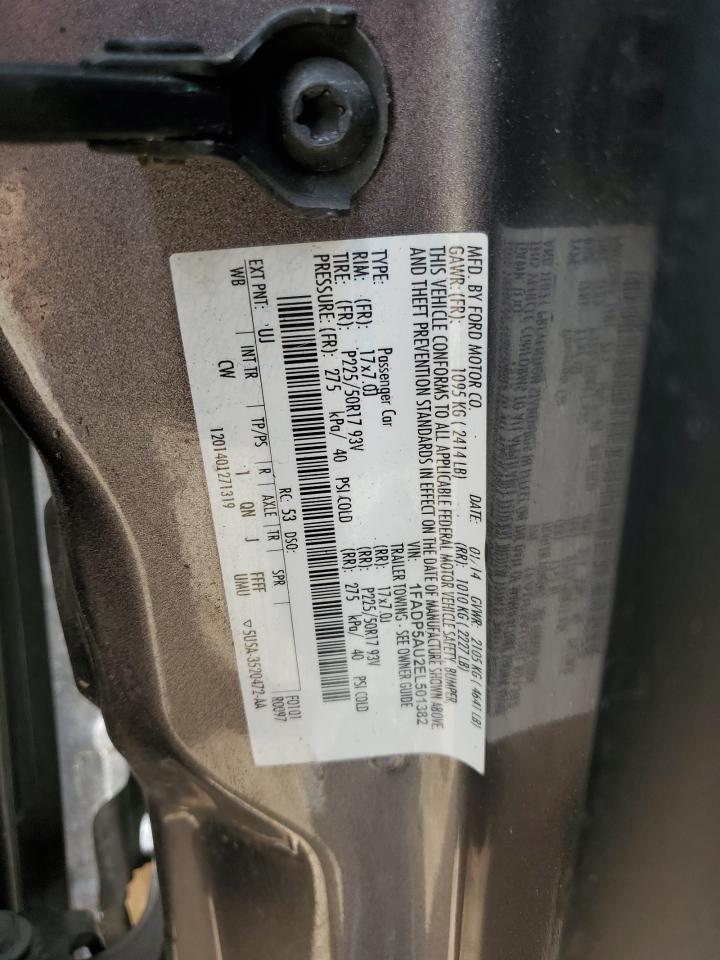 MFD. BY FORD MOTOR CO. DATE: 01/14 GVWR: 2105 KG ( 4641 LB)
GAWR: (FR): 1095 KG ( 2414 LB) (RR): 1010 KG ( 2227 LB)
THIS VEHICLE CONFORMS TO ALL APPLICABLE FEDERAL MOTOR VEHICLE SAFETY, BUMPER
AND THEFT PREVENTION STANDARDS IN EFFECT ON THE DATE OF MANUFACTURE SHOWN ABOVE
VIN: 1FADP5AU2EL501382
TYPE: Passenger Car TRAILER TOWING - SEE OWNER GUIDE
RIM: (FR): 17x7.0J (RR): 17x7.0J
TIRE: (FR): P225/50R17 93V (RR): P225/50R17 93V
PRESSURE: (FR): 275 kPa/ 40 PSI COLD (RR): 275 kPa/ 40 PSI COLD
RC: 53 DSO: F0101
R0097
EXT PNT: UJ INT TR TP/PS R AXLE TR SPR
WB CW 1 QN J FFFF
UMU
1201401271319 ▽5U5A-3520472-AA